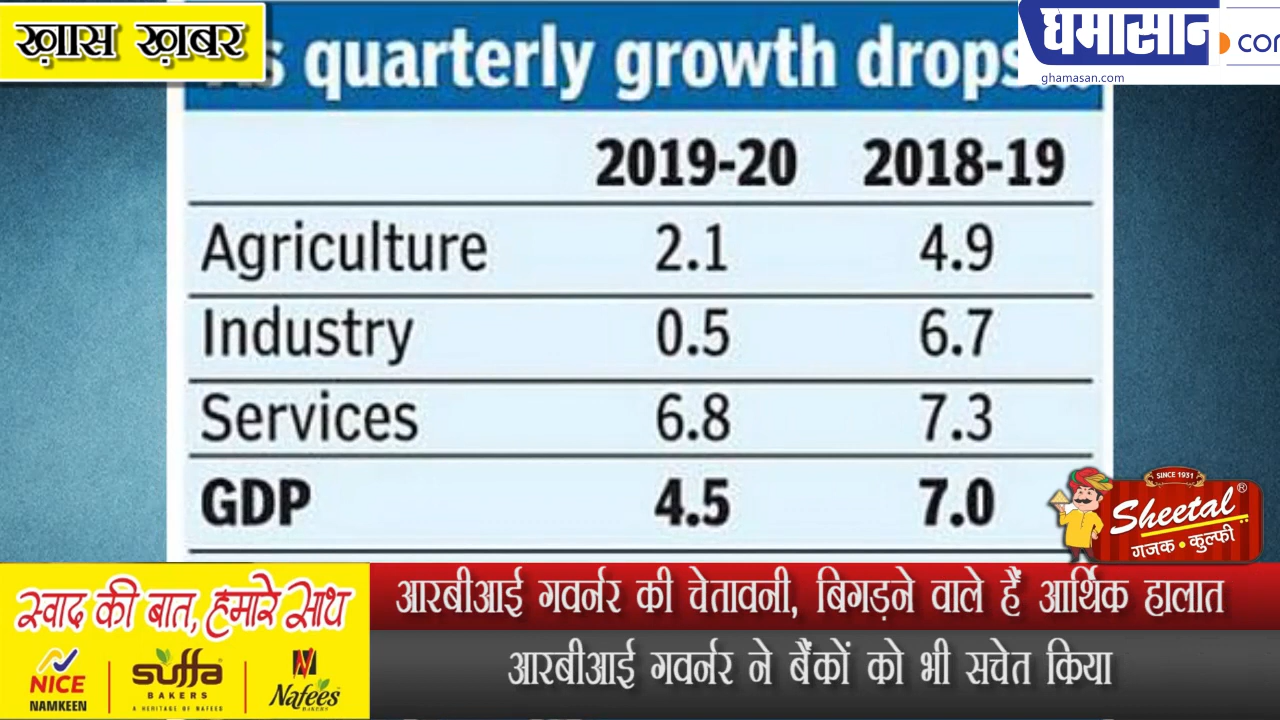 ख़ास ख़बर
quarterly growth drops
घमासान
ghamasan.com
2019-20 2018-19
Agriculture 2.1 4.9
Industry 0.5 6.7
Services 6.8 7.3
GDP 4.5 7.0
SINCE 1931
Sheetal®
गजक • कुल्फी
स्वाद की बात, हमारे साथ
NICE
NAMKEEN
Suffa
BAKERS
A HERITAGE OF NAFEES
Nafees
BAKERS
आरबीआई गवर्नर की चेतावनी, बिगड़ने वाले हैं आर्थिक हालात
आरबीआई गवर्नर ने बैंकों को भी सचेत किया